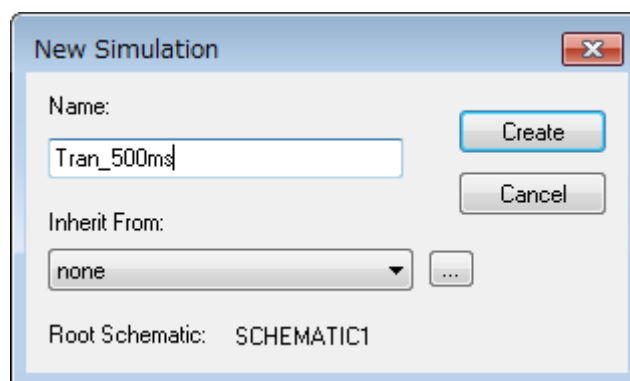 New Simulation
Name:
Create
Tran_500ms
Cancel
Inherit From:
none
...
Root Schematic: SCHEMATIC1